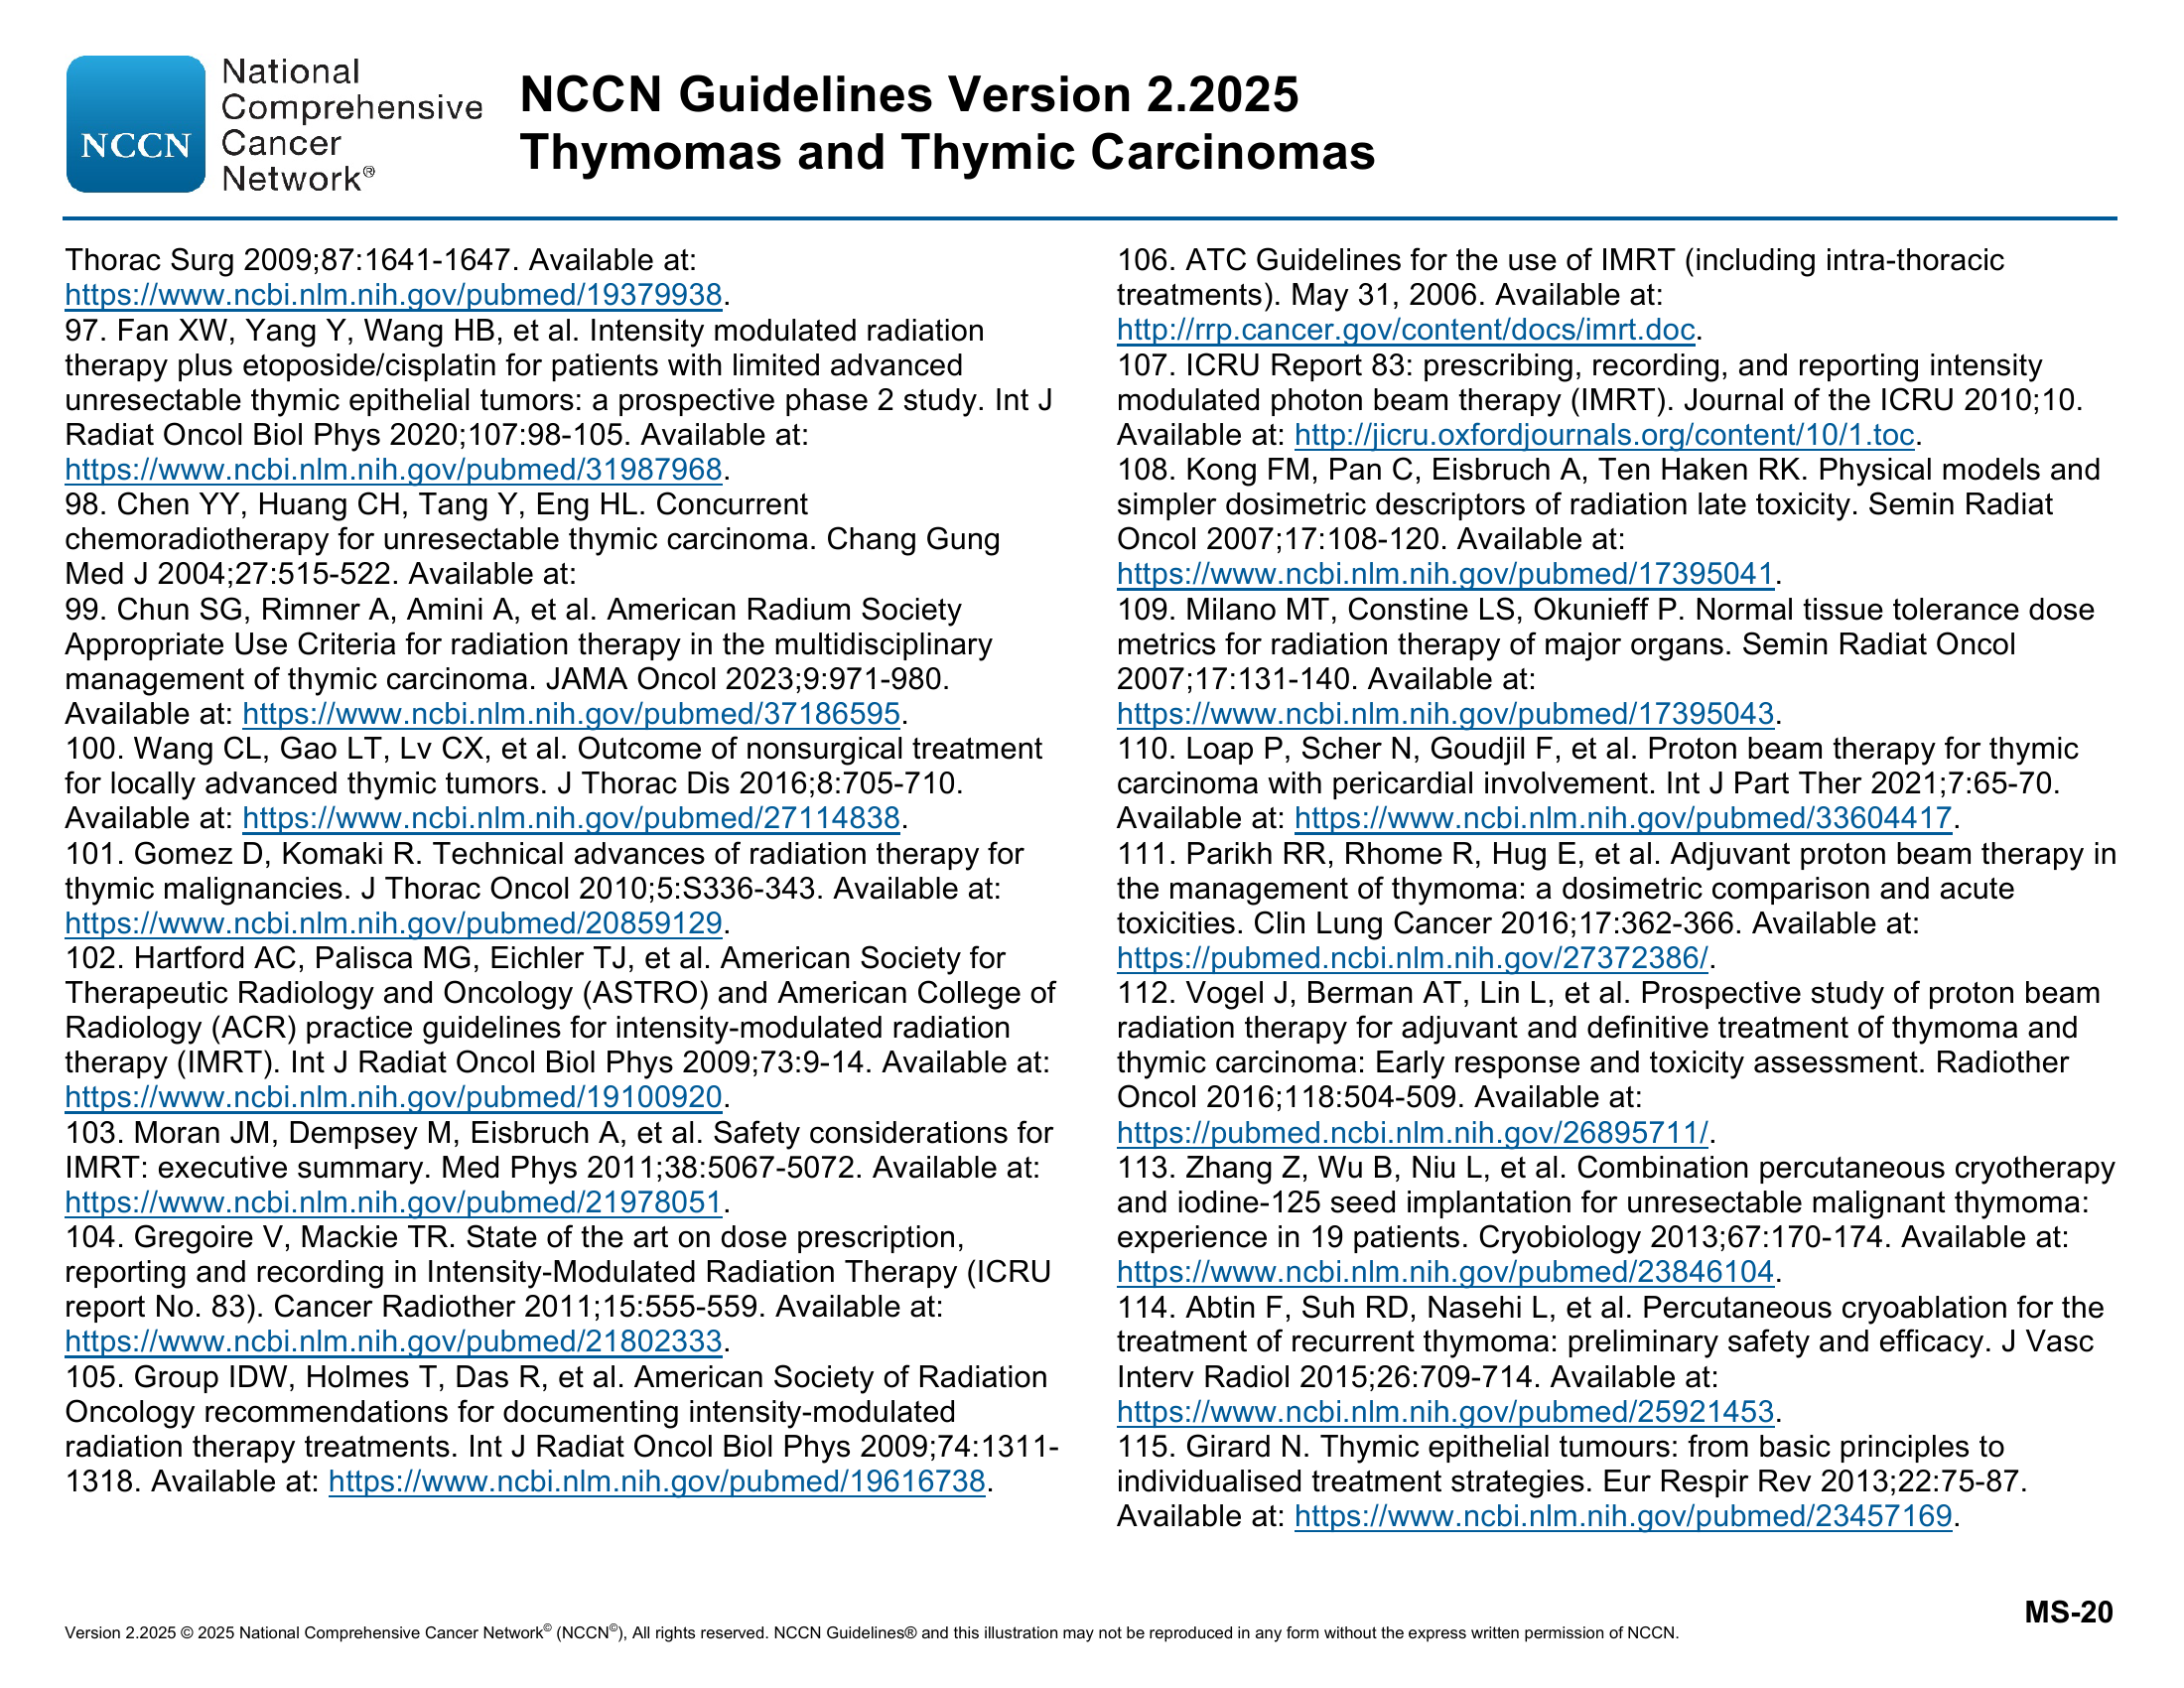 National
Comprehensive
Cancer
Network®
NCCN
NCCN Guidelines Version 2.2025
Thymomas and Thymic Carcinomas
Thorac Surg 2009;87:1641-1647. Available at:
https://www.ncbi.nlm.nih.gov/pubmed/19379938.
97. Fan XW, Yang Y, Wang HB, et al. Intensity modulated radiation
therapy plus etoposide/cisplatin for patients with limited advanced
unresectable thymic epithelial tumors: a prospective phase 2 study. Int J
Radiat Oncol Biol Phys 2020;107:98-105. Available at:
https://www.ncbi.nlm.nih.gov/pubmed/31987968.
98. Chen YY, Huang CH, Tang Y, Eng HL. Concurrent
chemoradiotherapy for unresectable thymic carcinoma. Chang Gung
Med J 2004;27:515-522. Available at:
99. Chun SG, Rimner A, Amini A, et al. American Radium Society
Appropriate Use Criteria for radiation therapy in the multidisciplinary
management of thymic carcinoma. JAMA Oncol 2023;9:971-980.
Available at: https://www.ncbi.nlm.nih.gov/pubmed/37186595.
100. Wang CL, Gao LT, Lv CX, et al. Outcome of nonsurgical treatment
for locally advanced thymic tumors. J Thorac Dis 2016;8:705-710.
Available at: https://www.ncbi.nlm.nih.gov/pubmed/27114838.
101. Gomez D, Komaki R. Technical advances of radiation therapy for
thymic malignancies. J Thorac Oncol 2010;5:S336-343. Available at:
https://www.ncbi.nlm.nih.gov/pubmed/20859129.
102. Hartford AC, Palisca MG, Eichler TJ, et al. American Society for
Therapeutic Radiology and Oncology (ASTRO) and American College of
Radiology (ACR) practice guidelines for intensity-modulated radiation
therapy (IMRT). Int J Radiat Oncol Biol Phys 2009;73:9-14. Available at:
https://www.ncbi.nlm.nih.gov/pubmed/19100920.
103. Moran JM, Dempsey M, Eisbruch A, et al. Safety considerations for
IMRT: executive summary. Med Phys 2011;38:5067-5072. Available at:
https://www.ncbi.nlm.nih.gov/pubmed/21978051.
104. Gregoire V, Mackie TR. State of the art on dose prescription,
reporting and recording in Intensity-Modulated Radiation Therapy (ICRU
report No. 83). Cancer Radiother 2011;15:555-559. Available at:
https://www.ncbi.nlm.nih.gov/pubmed/21802333.
105. Group IDW, Holmes T, Das R, et al. American Society of Radiation
Oncology recommendations for documenting intensity-modulated
radiation therapy treatments. Int J Radiat Oncol Biol Phys 2009;74:1311-
1318. Available at: https://www.ncbi.nlm.nih.gov/pubmed/19616738.
106. ATC Guidelines for the use of IMRT (including intra-thoracic
treatments). May 31, 2006. Available at:
http://rrp.cancer.gov/content/docs/imrt.doc.
107. ICRU Report 83: prescribing, recording, and reporting intensity
modulated photon beam therapy (IMRT). Journal of the ICRU 2010;10.
Available at: http://jicru.oxfordjournals.org/content/10/1.toc.
108. Kong FM, Pan C, Eisbruch A, Ten Haken RK. Physical models and
simpler dosimetric descriptors of radiation late toxicity. Semin Radiat
Oncol 2007;17:108-120. Available at:
https://www.ncbi.nlm.nih.gov/pubmed/17395041.
109. Milano MT, Constine LS, Okunieff P. Normal tissue tolerance dose
metrics for radiation therapy of major organs. Semin Radiat Oncol
2007;17:131-140. Available at:
https://www.ncbi.nlm.nih.gov/pubmed/17395043.
110. Loap P, Scher N, Goudjil F, et al. Proton beam therapy for thymic
carcinoma with pericardial involvement. Int J Part Ther 2021;7:65-70.
Available at: https://www.ncbi.nlm.nih.gov/pubmed/33604417.
111. Parikh RR, Rhome R, Hug E, et al. Adjuvant proton beam therapy in
the management of thymoma: a dosimetric comparison and acute
toxicities. Clin Lung Cancer 2016;17:362-366. Available at:
https://pubmed.ncbi.nlm.nih.gov/27372386/.
112. Vogel J, Berman AT, Lin L, et al. Prospective study of proton beam
radiation therapy for adjuvant and definitive treatment of thymoma and
thymic carcinoma: Early response and toxicity assessment. Radiother
Oncol 2016;118:504-509. Available at:
https://pubmed.ncbi.nlm.nih.gov/26895711/.
113. Zhang Z, Wu B, Niu L, et al. Combination percutaneous cryotherapy
and iodine-125 seed implantation for unresectable malignant thymoma:
experience in 19 patients. Cryobiology 2013;67:170-174. Available at:
https://www.ncbi.nlm.nih.gov/pubmed/23846104.
114. Abtin F, Suh RD, Nasehi L, et al. Percutaneous cryoablation for the
treatment of recurrent thymoma: preliminary safety and efficacy. J Vasc
Interv Radiol 2015;26:709-714. Available at:
https://www.ncbi.nlm.nih.gov/pubmed/25921453.
115. Girard N. Thymic epithelial tumours: from basic principles to
individualised treatment strategies. Eur Respir Rev 2013;22:75-87.
Available at: https://www.ncbi.nlm.nih.gov/pubmed/23457169.
MS-20
Version 2.2025 © 2025 National Comprehensive Cancer Network© (NCCN©), All rights reserved. NCCN Guidelines® and this illustration may not be reproduced in any form without the express written permission of NCCN.